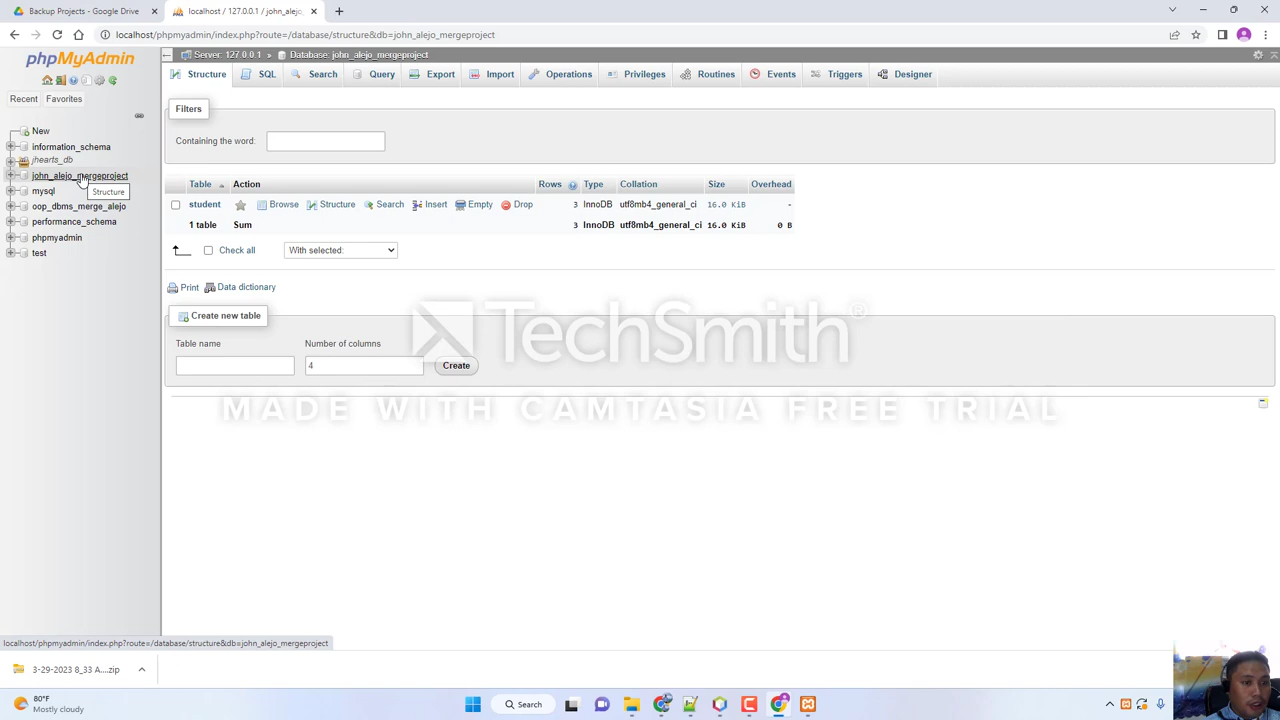 Backup Projects - Google Drive
localhost / 127.0.0.1 / john_alejo
localhost/phpmyadmin/index.php?route=/database/structure&db=john_alejo_mergeproject
phpMyAdmin
Server: 127.0.0.1 » Database: john_alejo_mergeproject
Structure SQL Search Query Export Import Operations Privileges Routines Events Triggers Designer
Recent Favorites
Filters
Containing the word:
New
information_schema
jhearts_db
john_alejo_mergeproject
Structure
mysql
oop_dbms_merge_alejo
performance_schema
phpmyadmin
test
Table Action Rows Type Collation Size Overhead
student Browse Structure Search Insert Empty Drop 3 InnoDB utf8mb4_general_ci 16.0 KiB -
1 table Sum 3 InnoDB utf8mb4_general_ci 16.0 KiB 0 B
Check all With selected:
Print Data dictionary
Create new table
Table name Number of columns
4 Create
TechSmith®
MADE WITH CAMTASIA FREE TRIAL
localhost/phpmyadmin/index.php?route=/database/structure&db=john_alejo_mergeproject
3-29-2023 8_33 A....zip
80°F
Mostly cloudy
Search